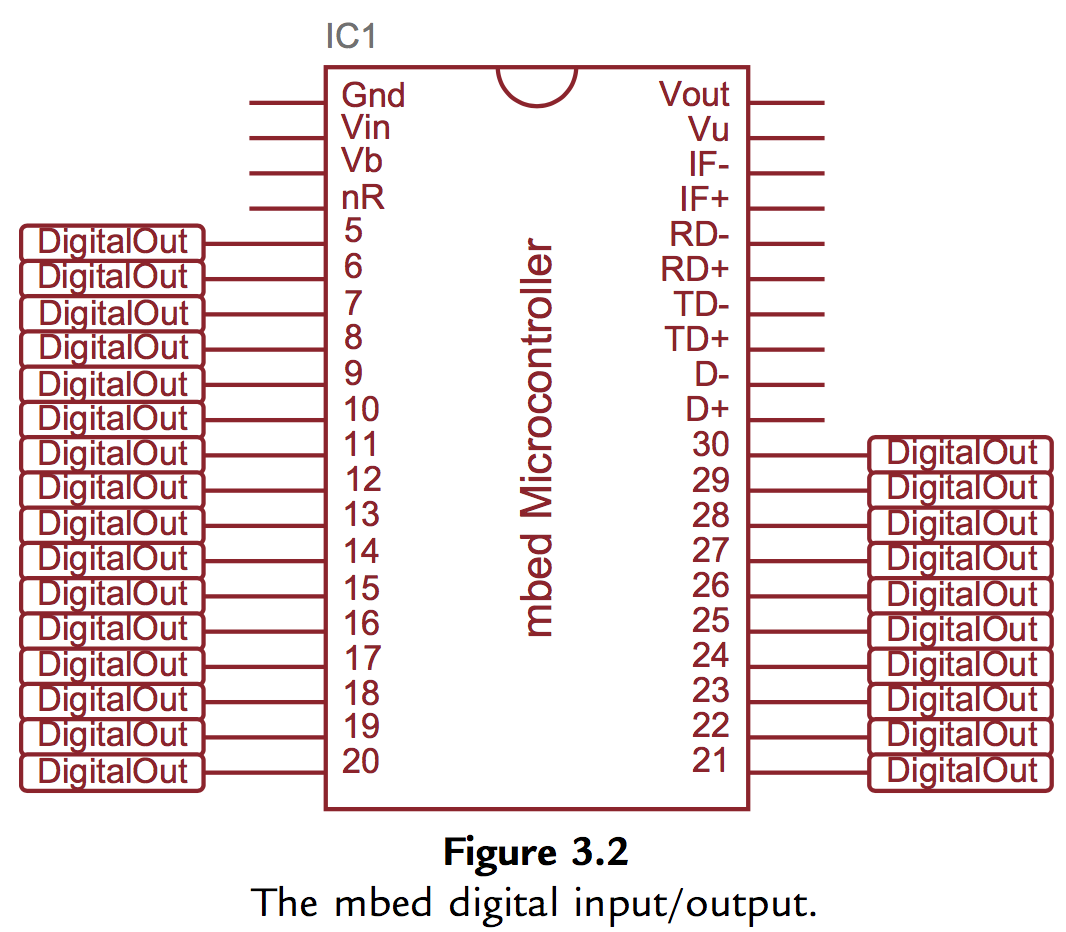 IC1
Gnd Vout
Vin Vu
Vb IF-
nR IF+
DigitalOut 5 RD-
DigitalOut 6 RD+
DigitalOut 7 TD-
DigitalOut 8 TD+
DigitalOut 9 D-
DigitalOut 10 D+
DigitalOut 11 30 DigitalOut
DigitalOut 12 29 DigitalOut
DigitalOut 13 28 DigitalOut
DigitalOut 14 27 DigitalOut
DigitalOut 15 26 DigitalOut
DigitalOut 16 25 DigitalOut
DigitalOut 17 24 DigitalOut
DigitalOut 18 23 DigitalOut
DigitalOut 19 22 DigitalOut
DigitalOut 20 21 DigitalOut
mbed Microcontroller
Figure 3.2
The mbed digital input/output.